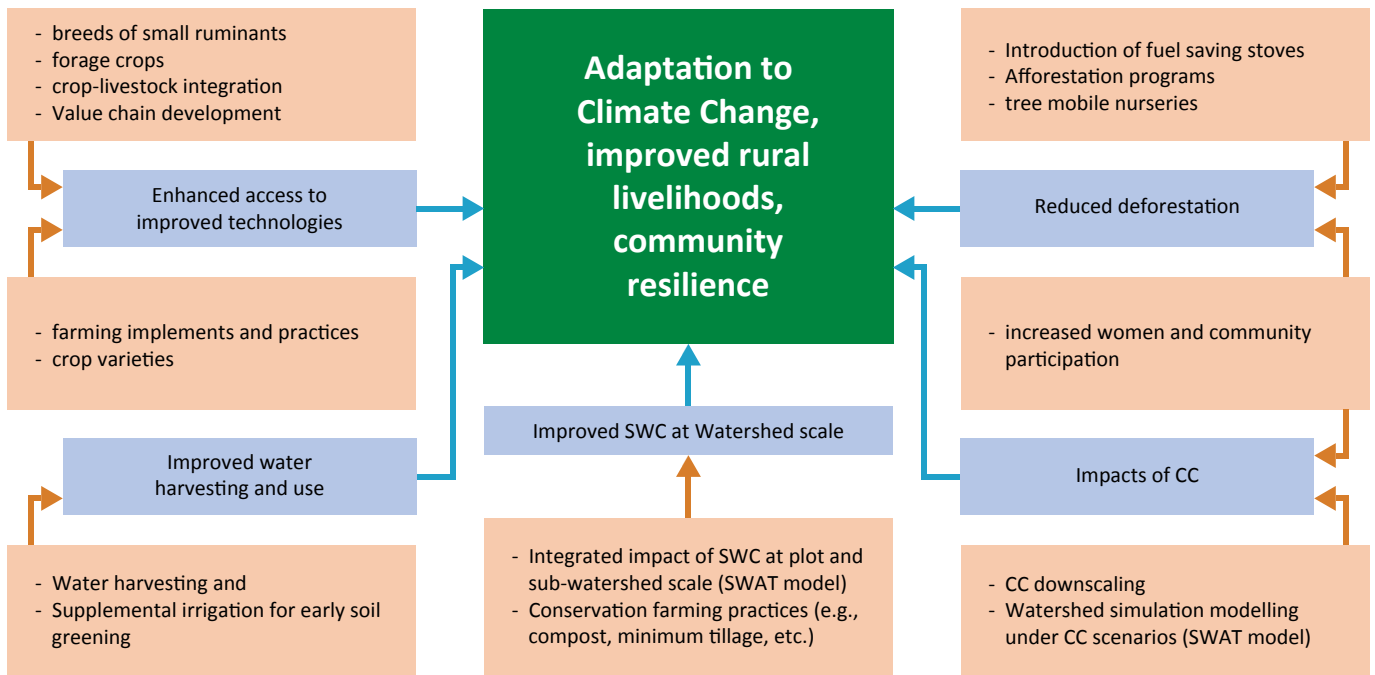 - breeds of small ruminants
- forage crops
- crop-livestock integration
- Value chain development
Enhanced access to
improved technologies
- farming implements and practices
- crop varieties
Improved water
harvesting and use
- Water harvesting and
- Supplemental irrigation for early soil
greening
Adaptation to
Climate Change,
improved rural
livelihoods,
community
resilience
Improved SWC at Watershed scale
- Integrated impact of SWC at plot and
sub-watershed scale (SWAT model)
- Conservation farming practices (e.g.,
compost, minimum tillage, etc.)
- Introduction of fuel saving stoves
- Afforestation programs
- tree mobile nurseries
Reduced deforestation
- increased women and community
participation
Impacts of CC
- CC downscaling
- Watershed simulation modelling
under CC scenarios (SWAT model)